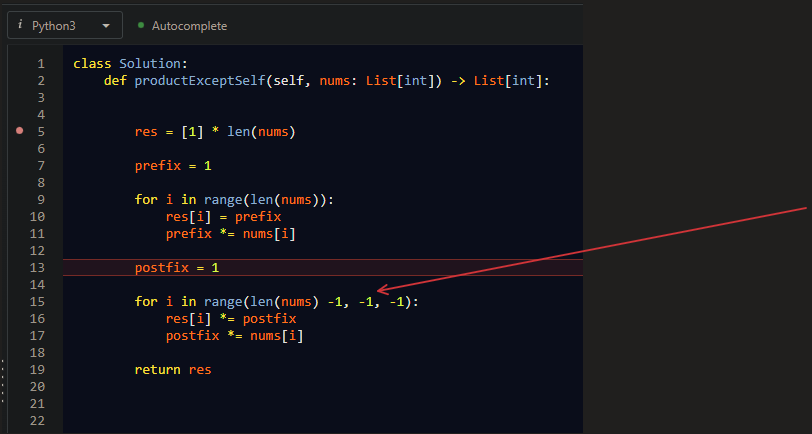 i Python3 Autocomplete
1 class Solution:
2 def productExceptSelf(self, nums: List[int]) -> List[int]:
3
4
5 res = [1] * len(nums)
6
7 prefix = 1
8
9 for i in range(len(nums)):
10 res[i] = prefix
11 prefix *= nums[i]
12
13 postfix = 1
14
15 for i in range(len(nums) -1, -1, -1):
16 res[i] *= postfix
17 postfix *= nums[i]
18
19 return res
20
21
22